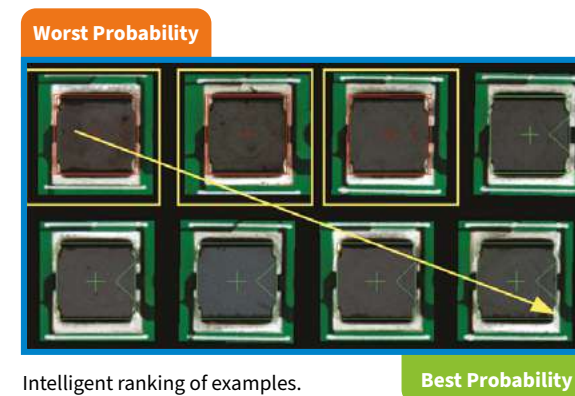 Worst Probability
Intelligent ranking of examples.
Best Probability